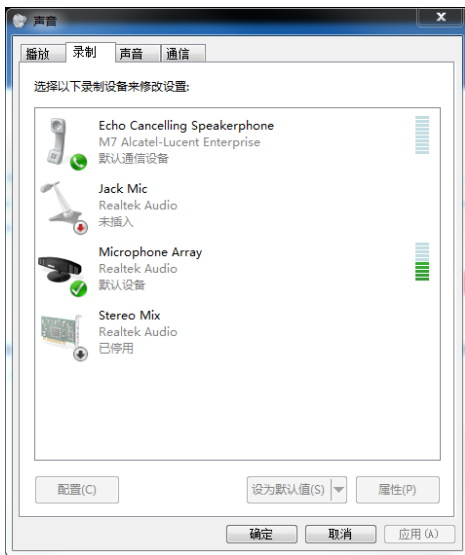 声音
播放 录制 声音 通信
选择以下录制设备来修改设置:
Echo Cancelling Speakerphone
M7 Alcatel-Lucent Enterprise
默认通信设备
Jack Mic
Realtek Audio
未插入
Microphone Array
Realtek Audio
默认设备
Stereo Mix
Realtek Audio
已停用
配置(C) 设为默认值(S) 属性(P)
确定 取消 应用(A)